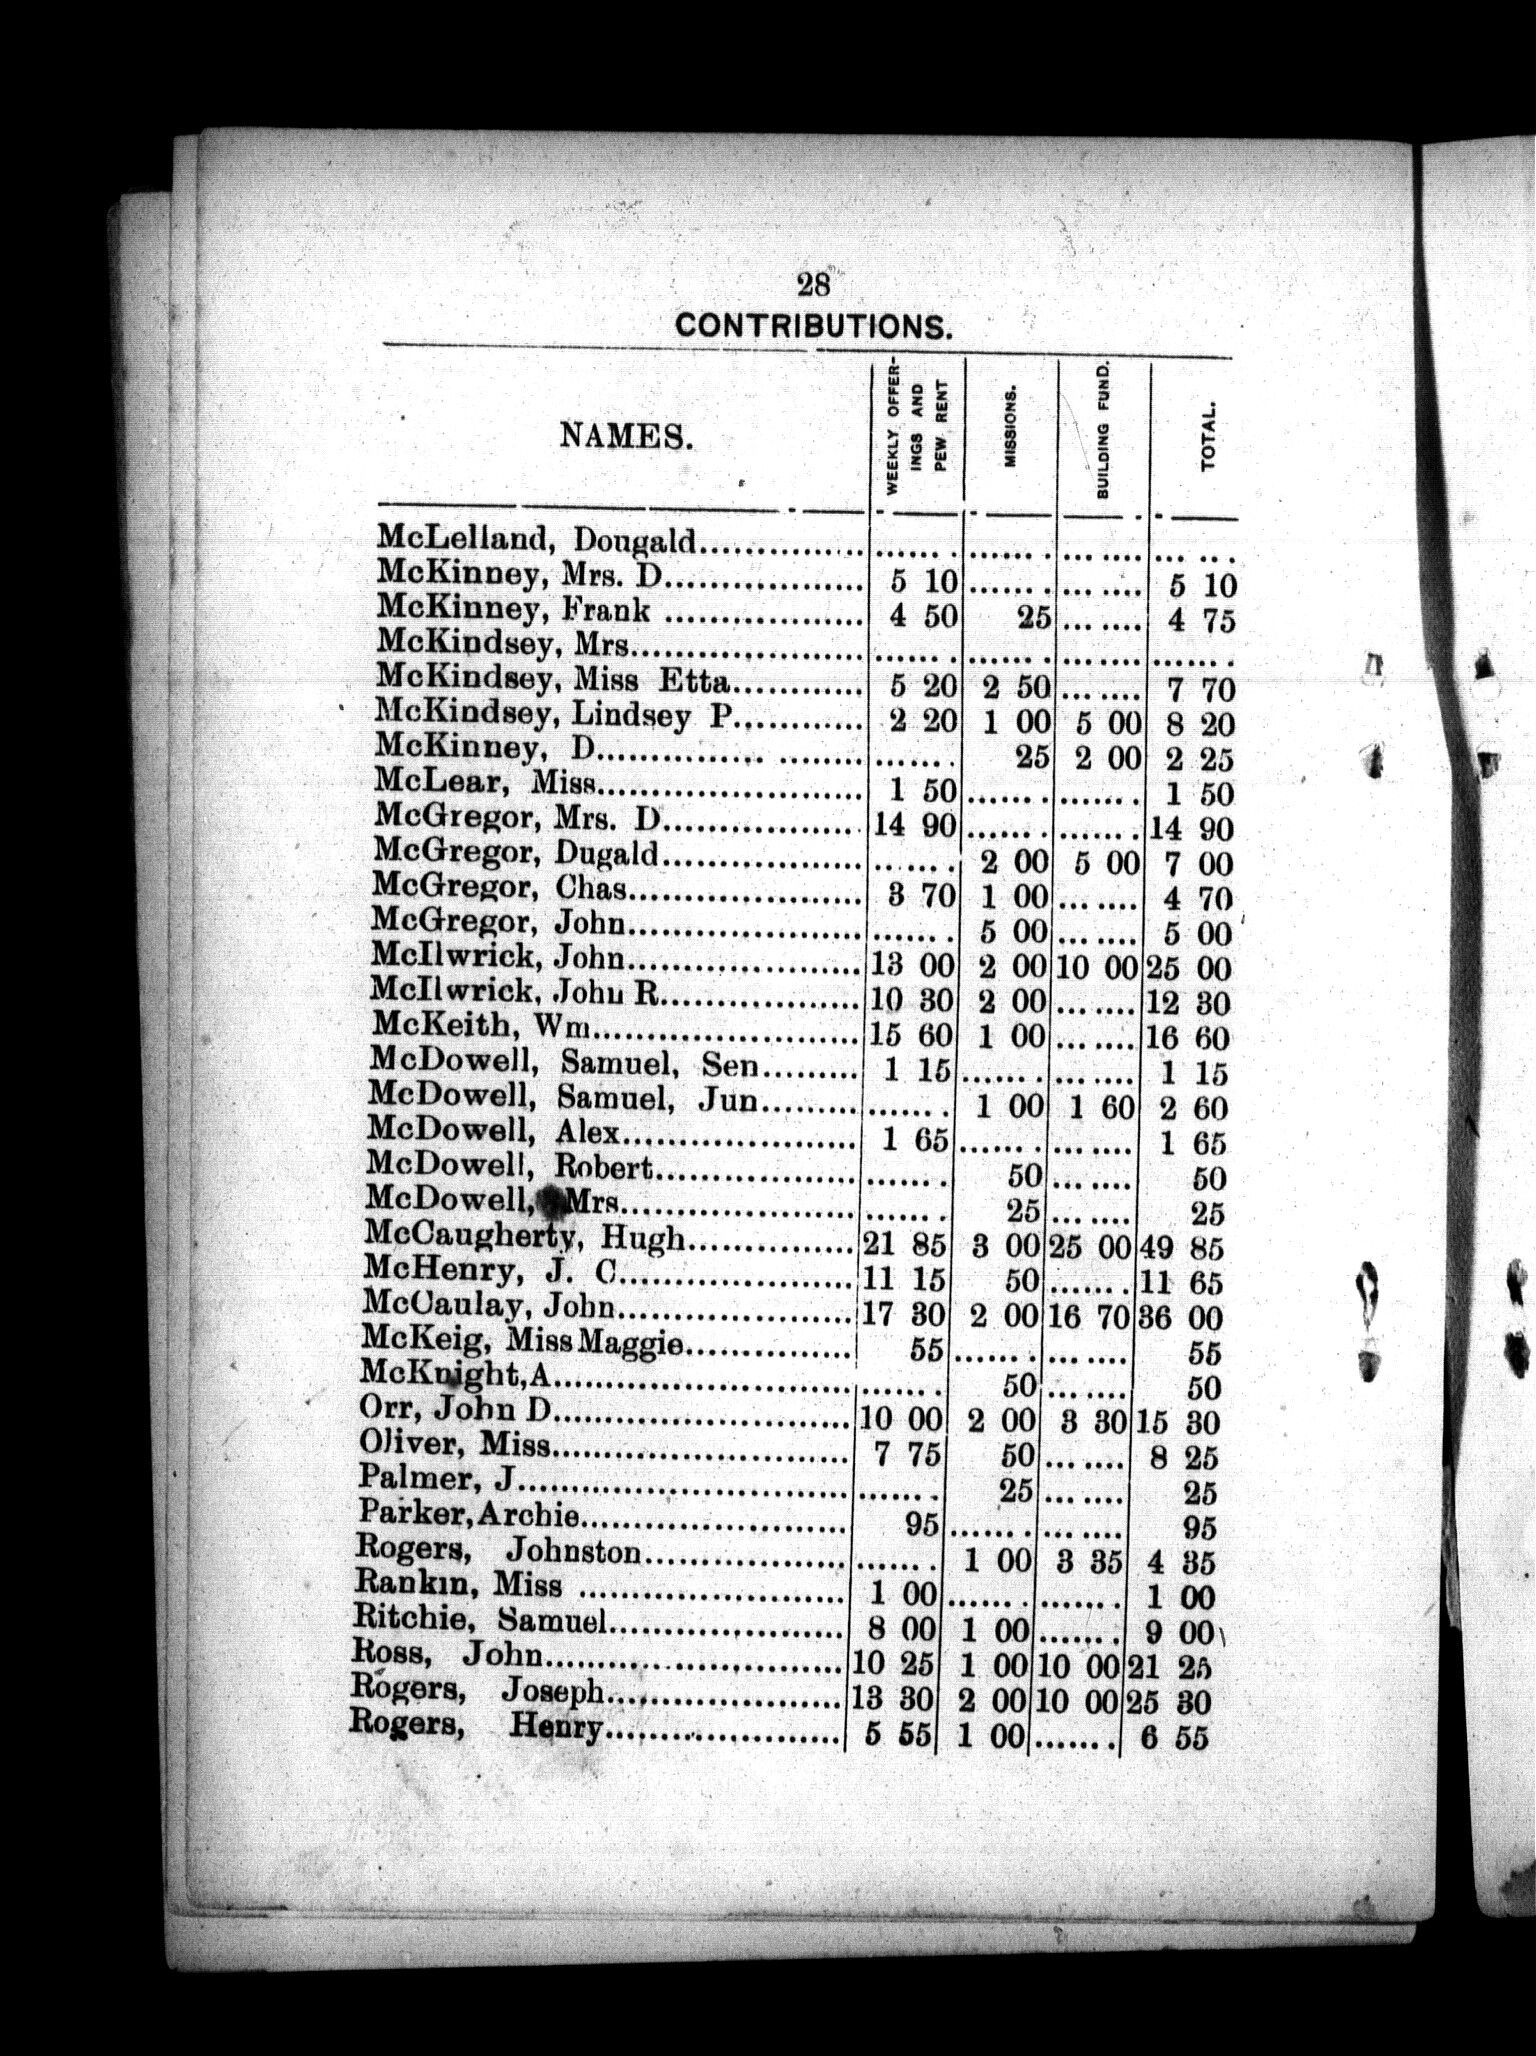 28
CONTRIBUTIONS.
NAMES. WEEKLY OFFER-INGS AND PEW RENT MISSIONS. BUILDING FUND. TOTAL.
McLelland, Dougald.............. ....... ....... ....... .......
McKinney, Mrs. D................. 5 10 ....... ....... 5 10
McKinney, Frank ................. 4 50 25 ....... 4 75
McKindsey, Mrs.................... ....... ....... ....... .......
McKindsey, Miss Etta............ 5 20 2 50 ....... 7 70
McKindsey, Lindsey P............ 2 20 1 00 5 00 8 20
McKinney, D............... ........ ....... 25 2 00 2 25
McLear, Miss....................... 1 50 ....... ....... 1 50
McGregor, Mrs. D................. 14 90 ....... ....... 14 90
McGregor, Dugald................. ....... 2 00 5 00 7 00
McGregor, Chas.................... 3 70 1 00 ....... 4 70
McGregor, John.................... ....... 5 00 ....... 5 00
McIlwrick, John.................... 13 00 2 00 10 00 25 00
McIlwrick, John R................. 10 30 2 00 ....... 12 30
McKeith, Wm....................... 15 60 1 00 ....... 16 60
McDowell, Samuel, Sen......... 1 15 ....... ....... 1 15
McDowell, Samuel, Jun......... ....... 1 00 1 60 2 60
McDowell, Alex.................... 1 65 ....... ....... 1 65
McDowell, Robert................. ....... 50 ....... 50
McDowell, Mrs.................... ....... 25 ....... 25
McCaugherty, Hugh.............. 21 85 3 00 25 00 49 85
McHenry, J. C.................... 11 15 50 ....... 11 65
McCaulay, John.................... 17 30 2 00 16 70 36 00
McKeig, Miss Maggie.............. 55 ....... ....... 55
McKnight, A.......................... ....... 50 ....... 50
Orr, John D.......................... 10 00 2 00 3 30 15 30
Oliver, Miss.......................... 7 75 50 ....... 8 25
Palmer, J............................. ....... 25 ....... 25
Parker, Archie....................... 95 ....... ....... 95
Rogers, Johnston.................. ....... 1 00 3 35 4 35
Rankin, Miss ....................... 1 00 ....... ....... 1 00
Ritchie, Samuel.................... 8 00 1 00 ....... 9 00
Ross, John.......................... 10 25 1 00 10 00 21 25
Rogers, Joseph.................... 13 30 2 00 10 00 25 30
Rogers, Henry.................... 5 55 1 00 ....... 6 55